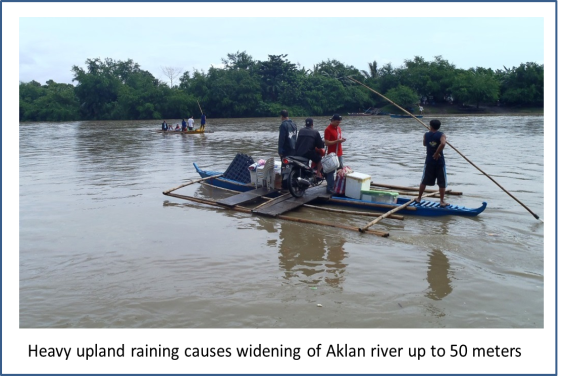 Heavy upland raining causes widening of Aklan river up to 50 meters